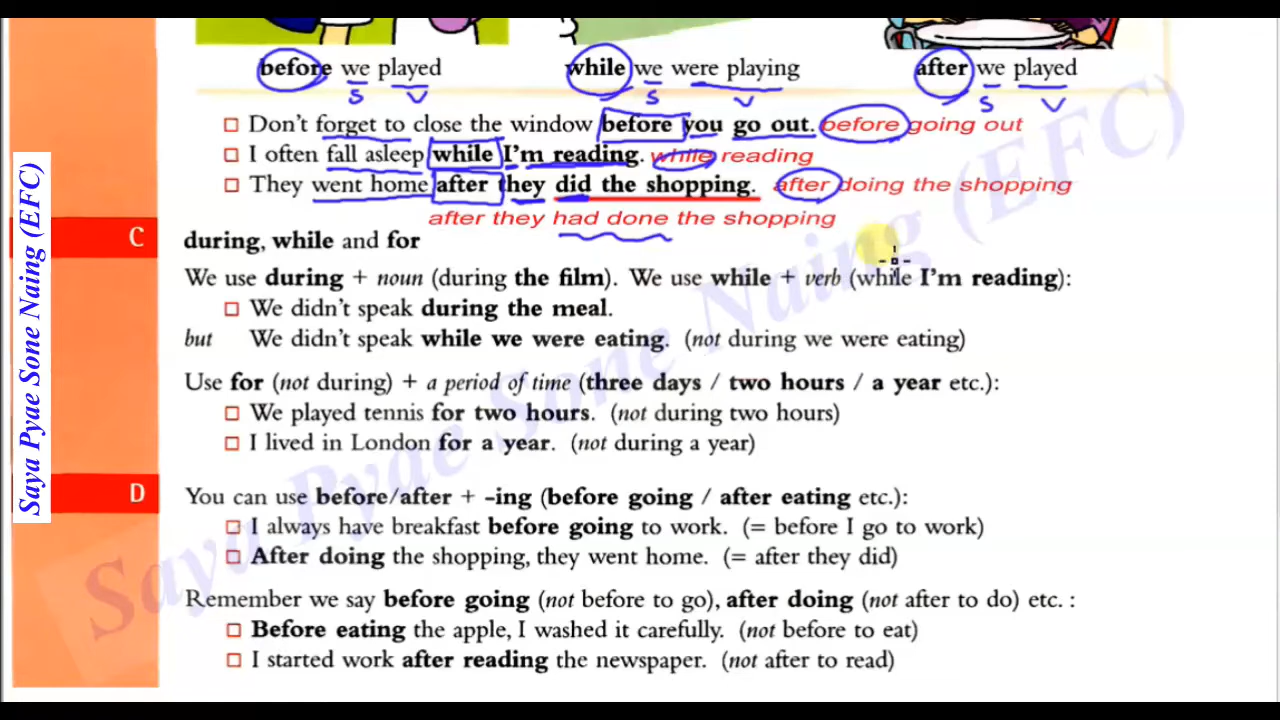 before we played while we were playing after we played
S V S V S V
□ Don't forget to close the window before you go out. before going out
□ I often fall asleep while I'm reading. while reading
□ They went home after they did the shopping. after doing the shopping
after they had done the shopping
C
during, while and for
We use during + noun (during the film). We use while + verb (while I'm reading):
□ We didn't speak during the meal.
but We didn't speak while we were eating. (not during we were eating)
Use for (not during) + a period of time (three days / two hours / a year etc.):
□ We played tennis for two hours. (not during two hours)
□ I lived in London for a year. (not during a year)
D
You can use before/after + -ing (before going / after eating etc.):
□ I always have breakfast before going to work. (= before I go to work)
□ After doing the shopping, they went home. (= after they did)
Remember we say before going (not before to go), after doing (not after to do) etc. :
□ Before eating the apple, I washed it carefully. (not before to eat)
□ I started work after reading the newspaper. (not after to read)
Saya Pyae Sone Naing (EFC)
Saya Pyae Sone Naing (EFC)